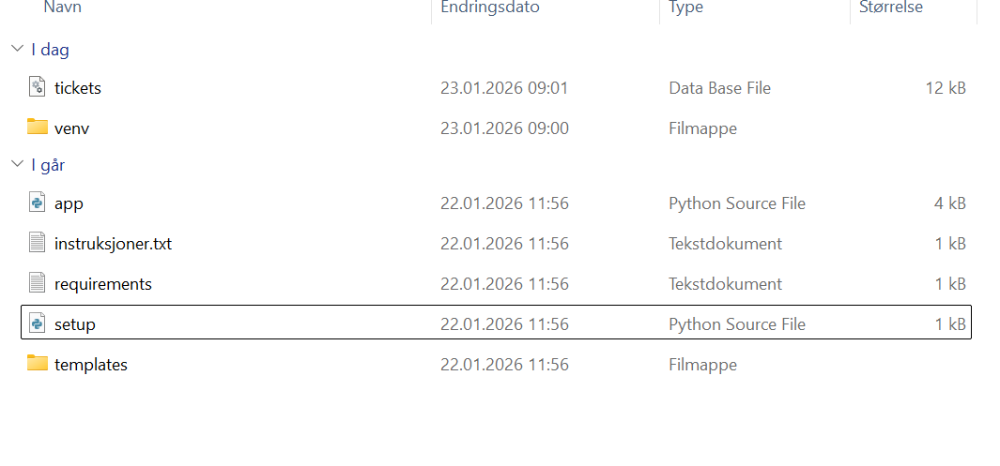 Navn Endringsdato Type Størrelse
I dag
tickets 23.01.2026 09:01 Data Base File 12 kB
venv 23.01.2026 09:00 Filmappe
I går
app 22.01.2026 11:56 Python Source File 4 kB
instruksjoner.txt 22.01.2026 11:56 Tekstdokument 1 kB
requirements 22.01.2026 11:56 Tekstdokument 1 kB
setup 22.01.2026 11:56 Python Source File 1 kB
templates 22.01.2026 11:56 Filmappe